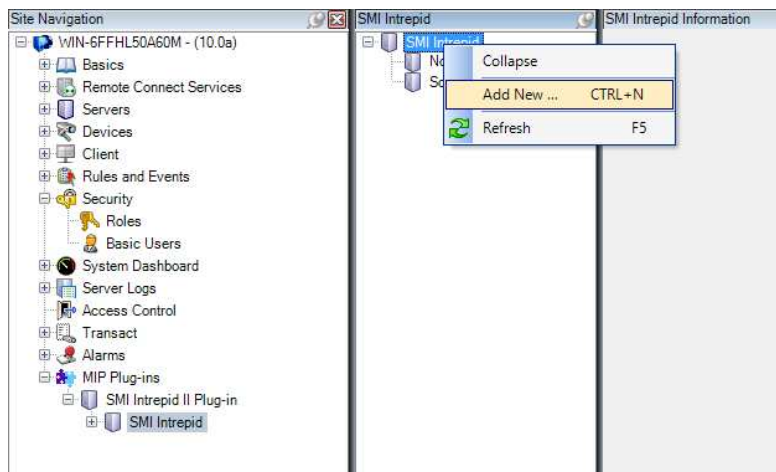 Site Navigation
WIN-6FFHL50A60M - (10.0a)
Basics
Remote Connect Services
Servers
Devices
Client
Rules and Events
Security
Roles
Basic Users
System Dashboard
Server Logs
Access Control
Transact
Alarms
MIP Plug-ins
SMI Intrepid II Plug-in
SMI Intrepid
SMI Intrepid
SMI Intrepid
Collapse
Add New ... CTRL+N
Refresh F5
SMI Intrepid Information